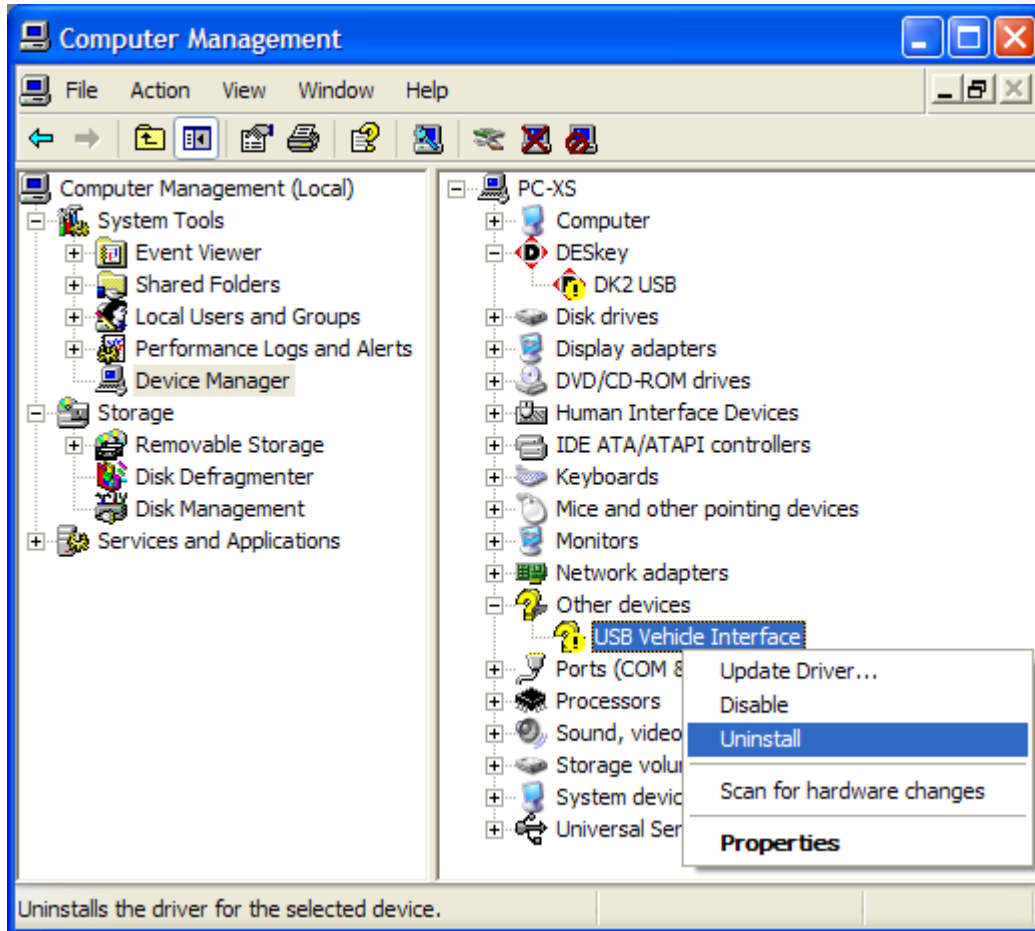 Computer Management
File Action View Window Help
Computer Management (Local)
System Tools
Event Viewer
Shared Folders
Local Users and Groups
Performance Logs and Alerts
Device Manager
Storage
Removable Storage
Disk Defragmenter
Disk Management
Services and Applications
PC-XS
Computer
DESkey
DK2 USB
Disk drives
Display adapters
DVD/CD-ROM drives
Human Interface Devices
IDE ATA/ATAPI controllers
Keyboards
Mice and other pointing devices
Monitors
Network adapters
Other devices
USB Vehicle Interface
Ports (COM &
Processors
Sound, video
Storage volu
System devic
Universal Ser
Update Driver...
Disable
Uninstall
Scan for hardware changes
Properties
Uninstalls the driver for the selected device.